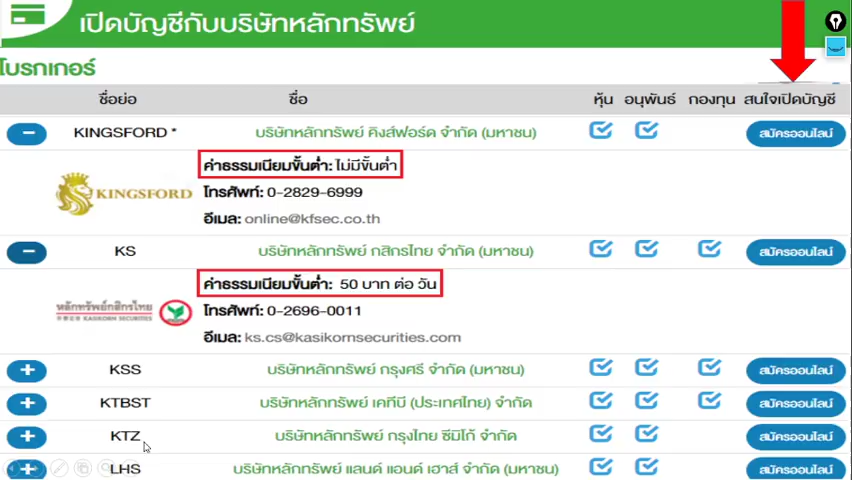 เปิดบัญชีกับบริษัทหลักทรัพย์
โบรกเกอร์
ชื่อย่อ ชื่อ หุ้น อนุพันธ์ กองทุน สนใจเปิดบัญชี
KINGSFORD * บริษัทหลักทรัพย์ คิงส์ฟอร์ด จำกัด (มหาชน) สมัครออนไลน์
ค่าธรรมเนียมขั้นต่ำ: ไม่มีขั้นต่ำ
KINGSFORD
โทรศัพท์: 0-2829-6999
อีเมล: online@kfsec.co.th
KS บริษัทหลักทรัพย์ กสิกรไทย จำกัด (มหาชน) สมัครออนไลน์
ค่าธรรมเนียมขั้นต่ำ: 50 บาท ต่อ วัน
หลักทรัพย์กสิกรไทย
KASIKORN SECURITIES
โทรศัพท์: 0-2696-0011
อีเมล: ks.cs@kasikornsecurities.com
KSS บริษัทหลักทรัพย์ กรุงศรี จำกัด (มหาชน) สมัครออนไลน์
KTBST บริษัทหลักทรัพย์ เคทีบี (ประเทศไทย) จำกัด สมัครออนไลน์
KTZ บริษัทหลักทรัพย์ กรุงไทย ซีมิโก้ จำกัด สมัครออนไลน์
LHS บริษัทหลักทรัพย์ แลนด์ แอนด์ เฮาส์ จำกัด (มหาชน) สมัครออนไลน์